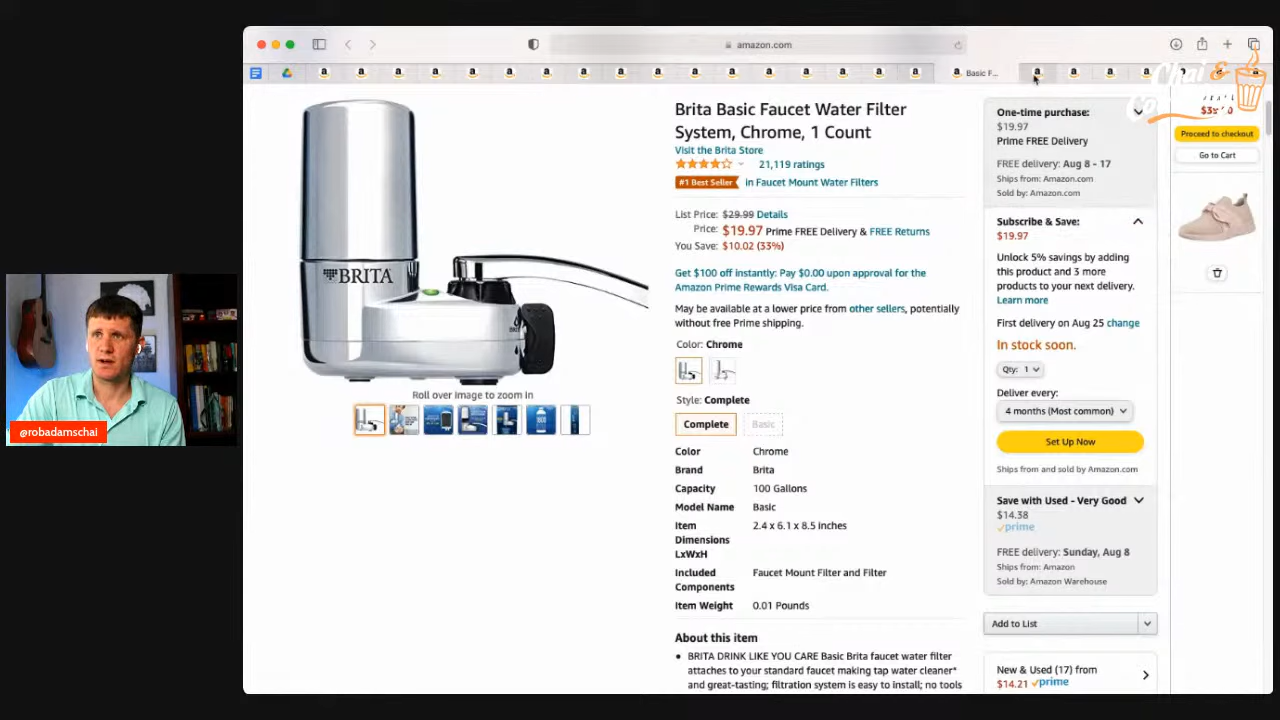 amazon.com
Basic F...
Chai &
Brita Basic Faucet Water Filter
System, Chrome, 1 Count
Visit the Brita Store
21,119 ratings
#1 Best Seller
in Faucet Mount Water Filters
List Price: $29.99 Details
Price: $19.97 Prime FREE Delivery & FREE Returns
You Save: $10.02 (33%)
Get $100 off instantly: Pay $0.00 upon approval for the
Amazon Prime Rewards Visa Card.
May be available at a lower price from other sellers, potentially
without free Prime shipping.
Color: Chrome
Style: Complete
Complete
Basic
Color Chrome
Brand Brita
Capacity 100 Gallons
Model Name Basic
Item 2.4 x 6.1 x 8.5 inches
Dimensions
LxWxH
Included Faucet Mount Filter and Filter
Components
Item Weight 0.01 Pounds
About this item
• BRITA DRINK LIKE YOU CARE Basic Brita faucet water filter
attaches to your standard faucet making tap water cleaner*
and great-tasting; filtration system is easy to install; no tools
BRITA
Roll over image to zoom in
@robadamschai
One-time purchase:
$19.97
Prime FREE Delivery
FREE delivery: Aug 8 - 17
Ships from: Amazon.com
Sold by: Amazon.com
Subscribe & Save:
$19.97
Unlock 5% savings by adding
this product and 3 more
products to your next delivery.
Learn more
First delivery on Aug 25 change
In stock soon.
Qty: 1
Deliver every:
4 months (Most common)
Set Up Now
Ships from and sold by Amazon.com
Save with Used - Very Good
$14.38
prime
FREE delivery: Sunday, Aug 8
Ships from: Amazon
Sold by: Amazon Warehouse
Add to List
New & Used (17) from
$14.21 prime
Proceed to checkout
Go to Cart